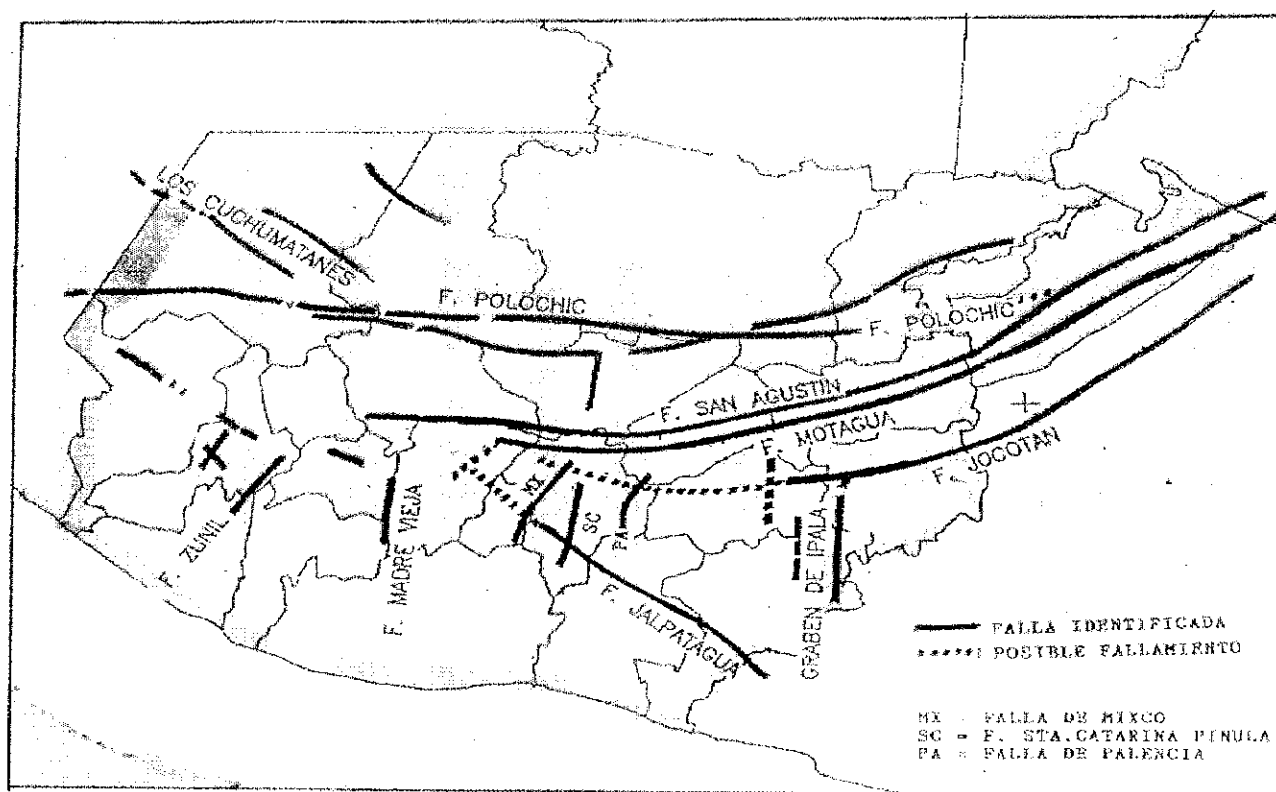 LOS CUCHUMATANES
F. POLOCHIC
F. POLOCHIC
F. SAN AGUSTIN
F. MOTAGUA
F. JOCOTAN
F. ZUNIL
F. MADRE VIEJA
MX
SC
PA
F. JALPATAGUA
GRABEN DE IPALA
FALLA IDENTIFICADA
POSIBLE FALLAMIENTO
MX - FALLA DE MIXCO
SC = F. STA.CATARINA PINULA
PA = FALLA DE PALENCIA